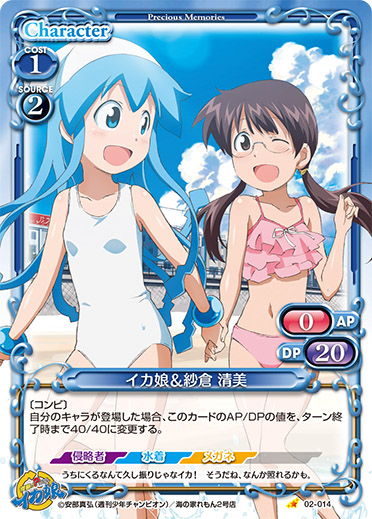 Precious Memories
Character
COST
1
SOURCE
2
0 AP
DP 20
イカ娘&紗倉 清美
〔コンビ〕
自分のキャラが登場した場合、このカードのAP/DPの値を、ターン終
了時まで40/40に変更する。
侵略者 水着 メガネ
うちにくるなんて久し振りじゃなイカ! そうだね、なんか照れるかも。
イカ娘
©安部真弘(週刊少年チャンピオン)/海の家れもん2号店
02-014